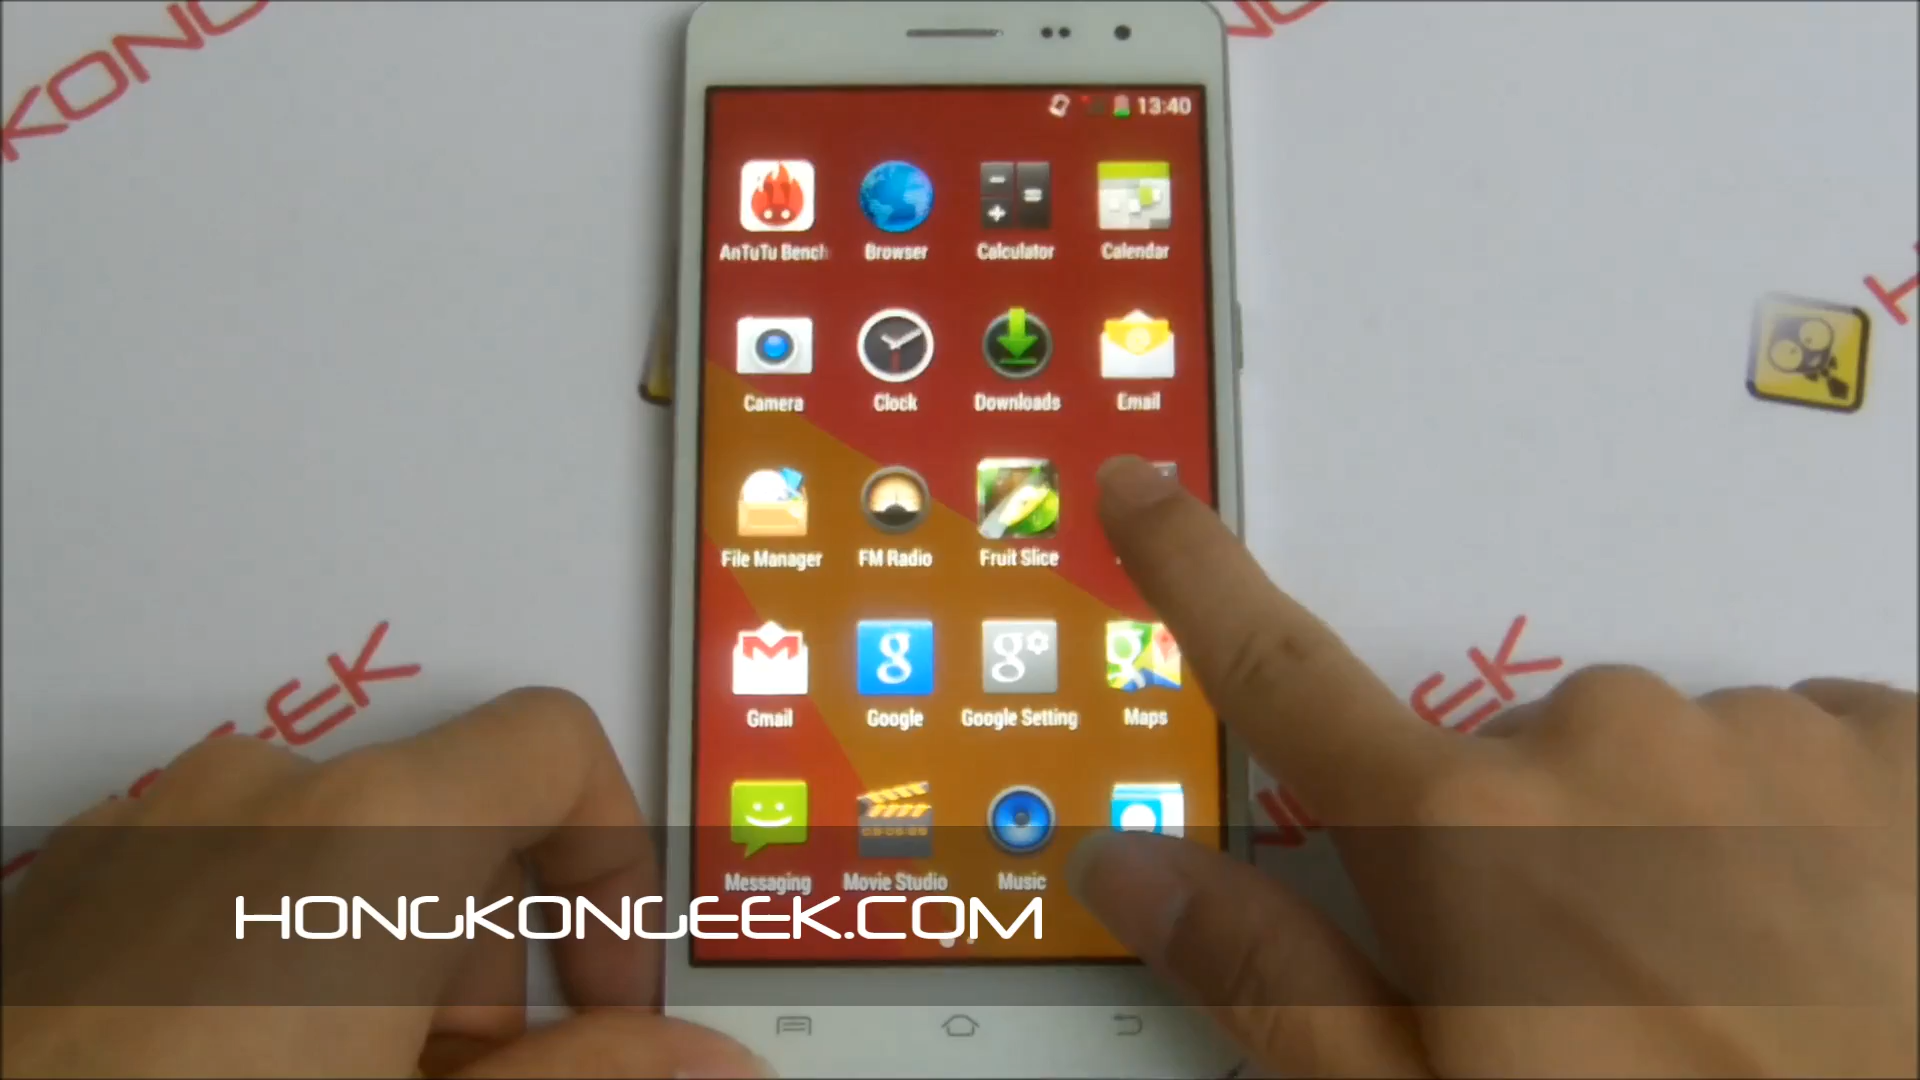 KONGEEK
13:40
AnTuTu Bench
Browser
Calculator
Calendar
Camera
Clock
Downloads
Email
File Manager
FM Radio
Fruit Slice
Gmail
Google
Google Setting
Maps
Messaging
Movie Studio
Music
HONGKONGEEK.COM